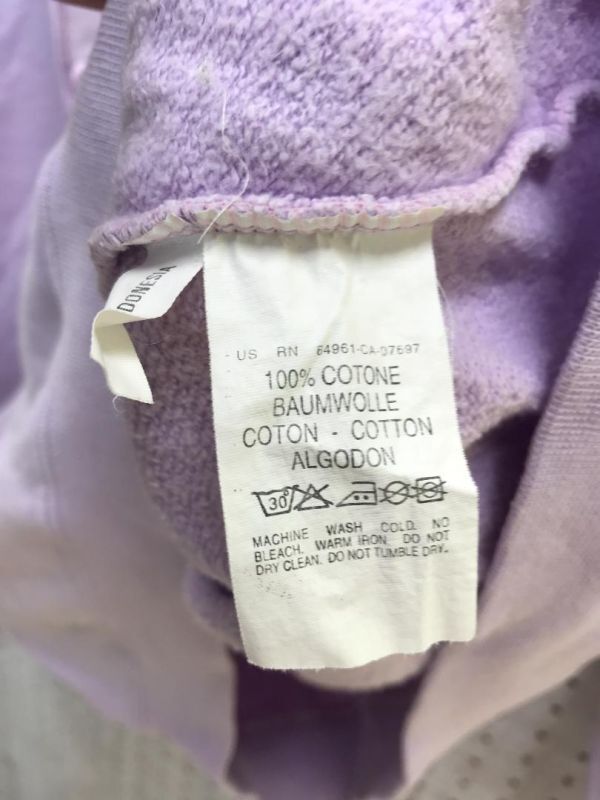 DONESIA
US RN 64961-CA-07697
100% COTONE
BAUMWOLLE
COTON - COTTON
ALGODON
30°
MACHINE WASH COLD. NO
BLEACH. WARM IRON. DO NOT
DRY CLEAN. DO NOT TUMBLE DRY.